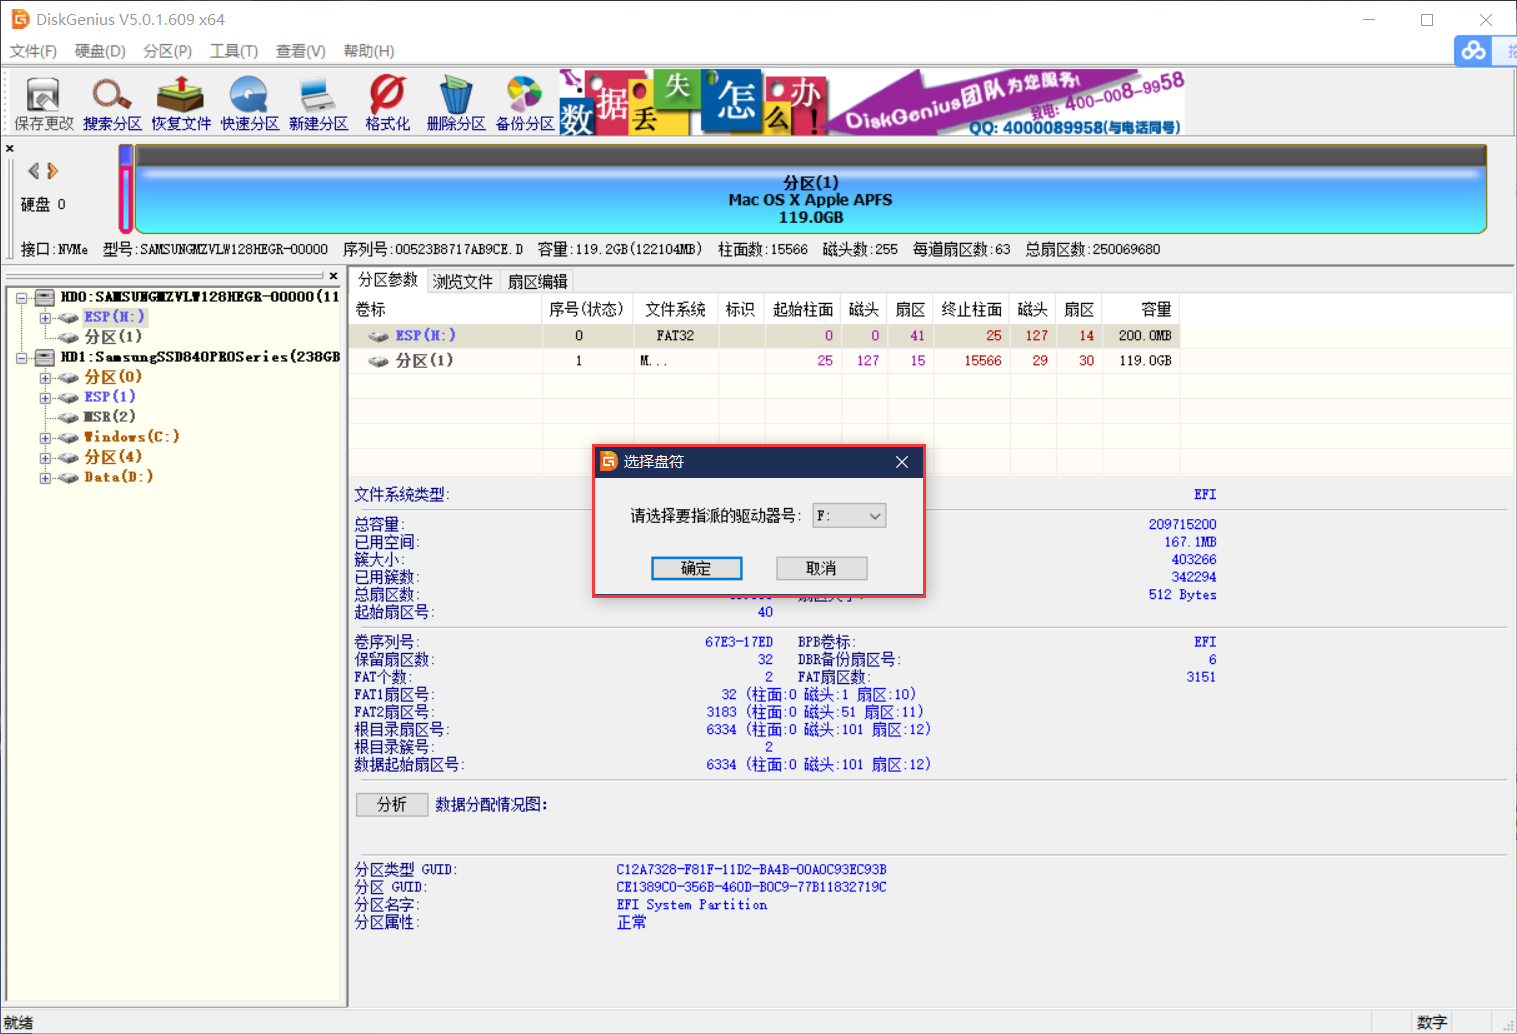 DiskGenius V5.0.1.609 x64
文件(F) 硬盘(D) 分区(P) 工具(T) 查看(V) 帮助(H)
保存更改 搜索分区 恢复文件 快速分区 新建分区 格式化 删除分区 备份分区
数据丢失怎么办!
DiskGenius团队为您服务!
致电: 400-008-9958
QQ: 4000089958(与电话同号)
硬盘 0
分区(1)
Mac OS X Apple APFS
119.0GB
接口:NVMe 型号:SAMSUNGMZVLW128HEGR-00000 序列号:00523B8717AB9CE.D 容量:119.2GB(122104MB) 柱面数:15566 磁头数:255 每道扇区数:63 总扇区数:250069680
HD0:SAMSUNGMZVLW128HEGR-00000(11
ESP(H:)
分区(1)
HD1:SamsungSSD840PROSeries(238GB
分区(0)
ESP(1)
MSR(2)
Windows(C:)
分区(4)
Data(D:)
分区参数 浏览文件 扇区编辑
卷标 序号(状态) 文件系统 标识 起始柱面 磁头 扇区 终止柱面 磁头 扇区 容量
ESP(H:) 0 FAT32 0 0 41 25 127 14 200.0MB
分区(1) 1 M... 25 127 15 15566 29 30 119.0GB
选择盘符
请选择要指派的驱动器号: F:
确定 取消
文件系统类型: EFI
总容量: 209715200
已用空间: 167.1MB
簇大小: 403266
已用簇数: 342294
总扇区数: 512 Bytes
起始扇区号: 40
卷序列号: 67E3-17ED BPB卷标: EFI
保留扇区数: 32 DBR备份扇区号: 6
FAT个数: 2 FAT扇区数: 3151
FAT1扇区号: 32 (柱面:0 磁头:1 扇区:10)
FAT2扇区号: 3183 (柱面:0 磁头:51 扇区:11)
根目录扇区号: 6334 (柱面:0 磁头:101 扇区:12)
根目录簇号: 2
数据起始扇区号: 6334 (柱面:0 磁头:101 扇区:12)
分析 数据分配情况图:
分区类型 GUID: C12A7328-F81F-11D2-BA4B-00A0C93EC93B
分区 GUID: CE1389C0-356B-460D-B0C9-77B11832719C
分区名字: EFI System Partition
分区属性: 正常
就绪 数字